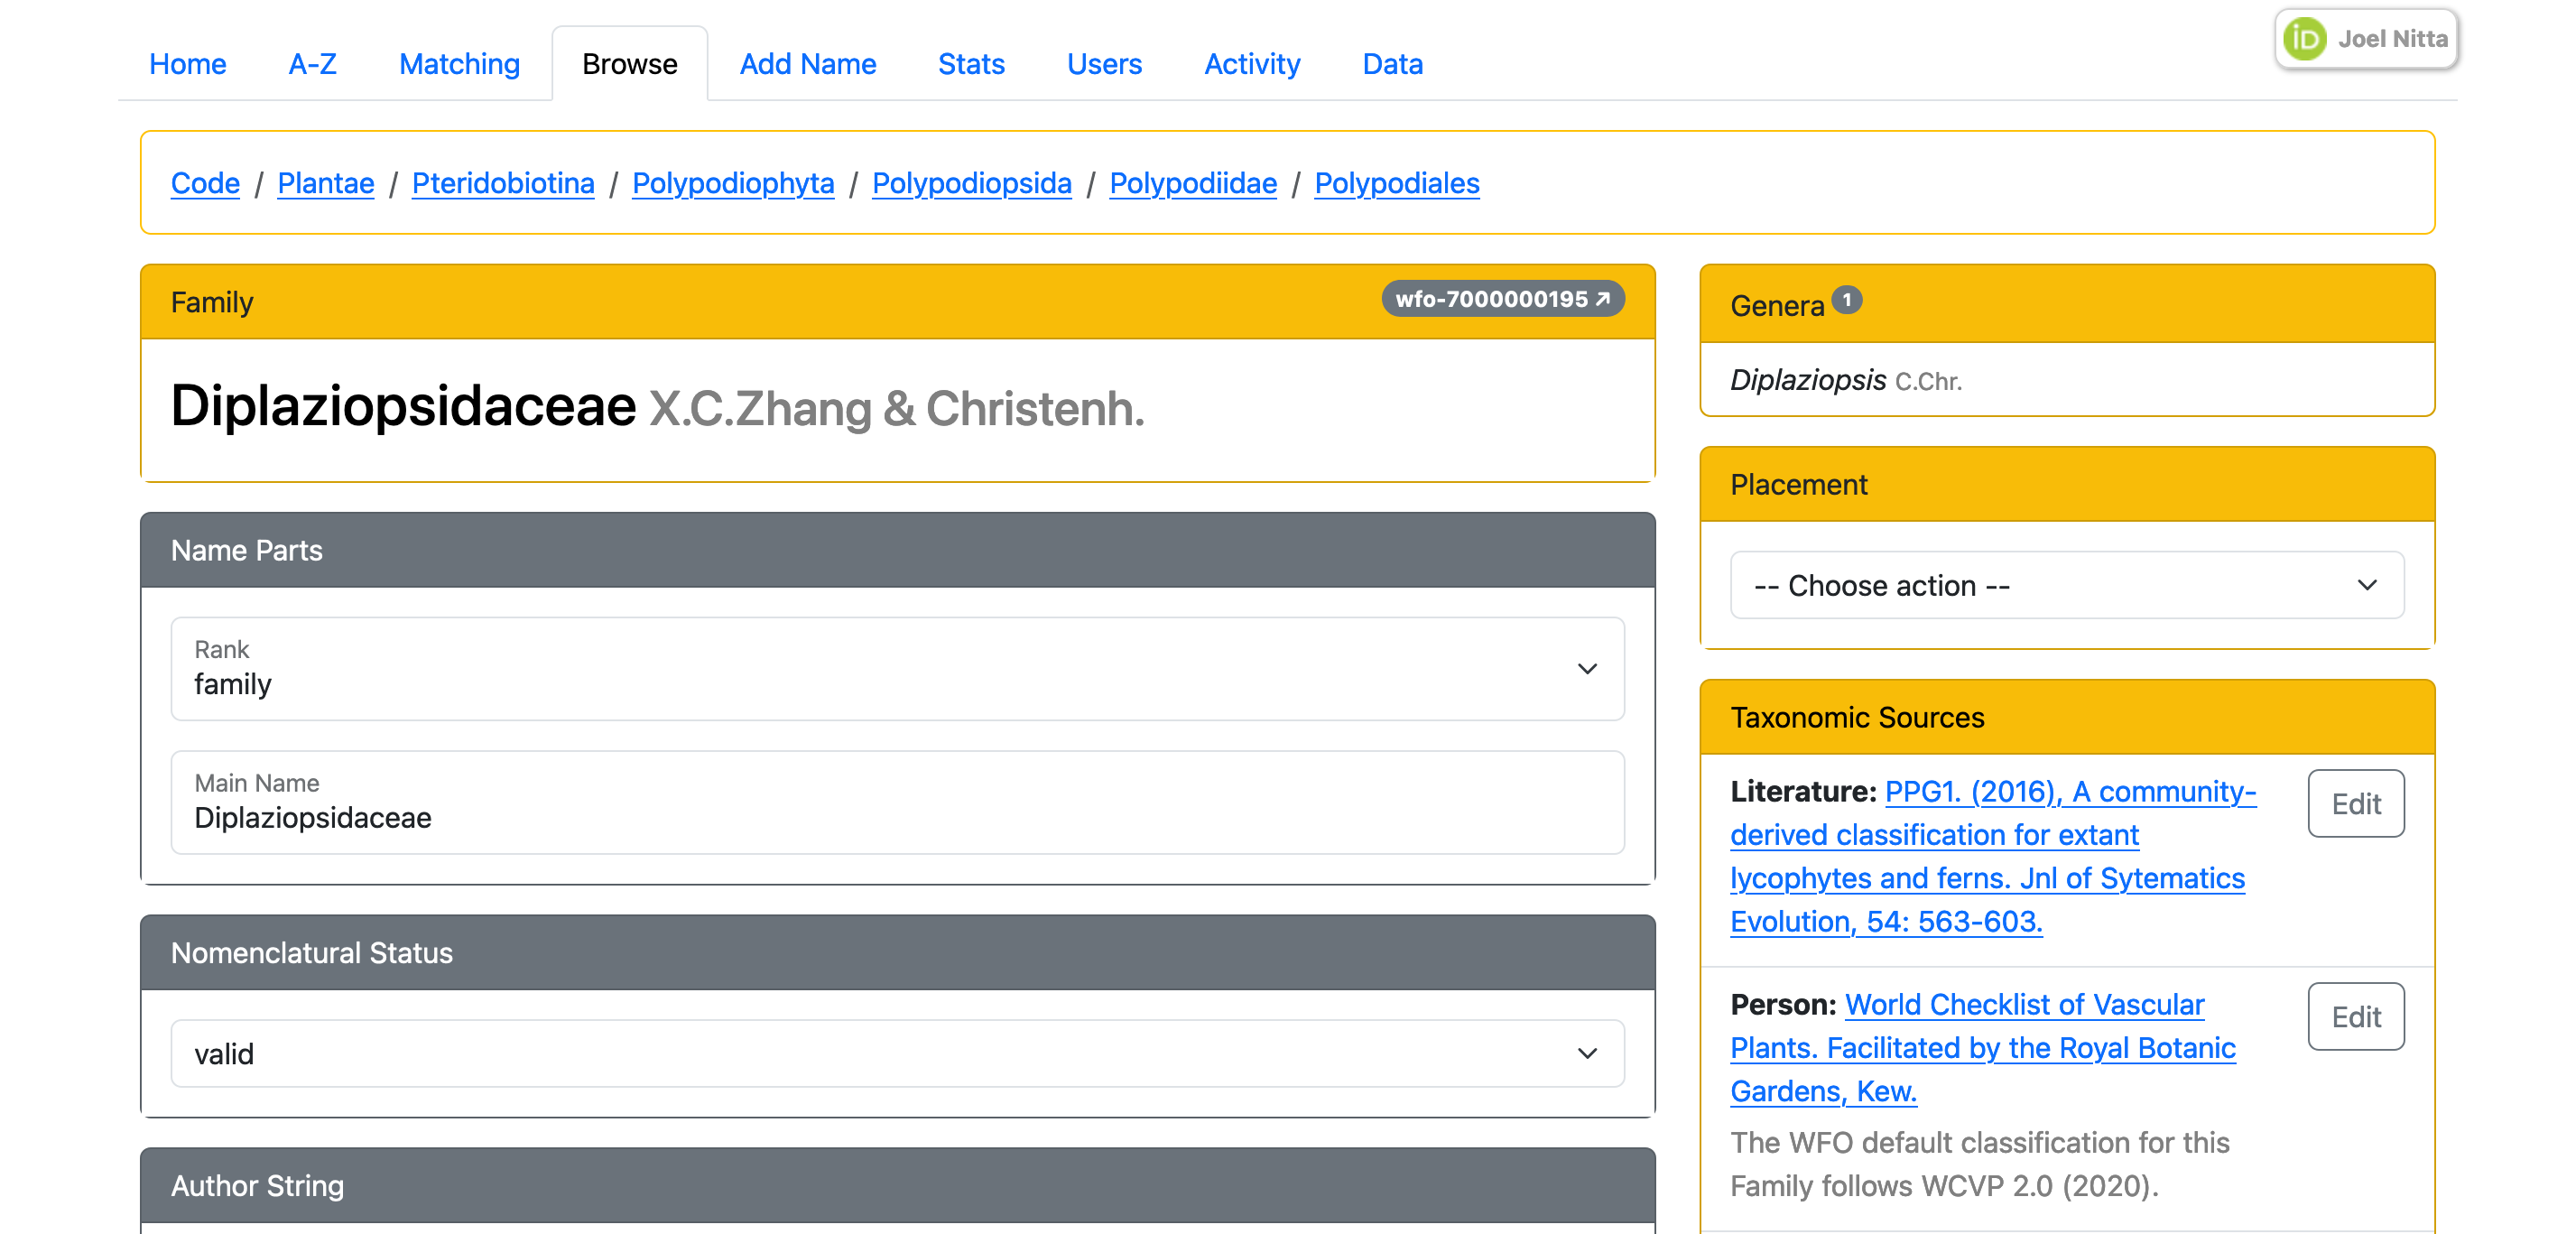 Home A-Z Matching Browse Add Name Stats Users Activity Data
iD Joel Nitta
Code / Plantae / Pteridobiotina / Polypodiophyta / Polypodiopsida / Polypodiidae / Polypodiales
Family
wfo-7000000195
Diplaziopsidaceae X.C.Zhang & Christenh.
Name Parts
Rank
family
Main Name
Diplaziopsidaceae
Nomenclatural Status
valid
Author String
Genera 1
Diplaziopsis C.Chr.
Placement
-- Choose action --
Taxonomic Sources
Literature: PPG1. (2016), A community-
derived classification for extant
lycophytes and ferns. Jnl of Sytematics
Evolution, 54: 563-603.
Edit
Person: World Checklist of Vascular
Plants. Facilitated by the Royal Botanic
Gardens, Kew.
Edit
The WFO default classification for this
Family follows WCVP 2.0 (2020).